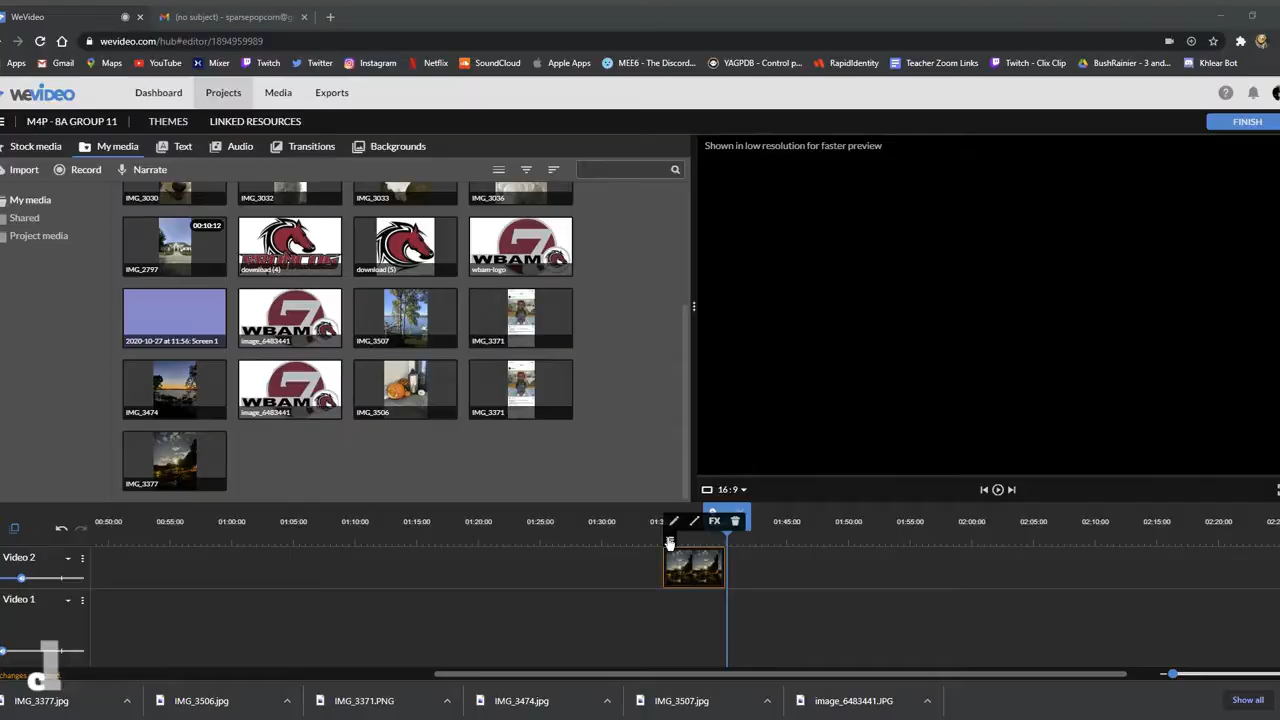 WeVideo
(no subject) - sparsepopcorn@g
wevideo.com/hub#editor/1894959989
Apps Gmail Maps YouTube Mixer Twitch Twitter Instagram Netflix SoundCloud Apple Apps MEE6 - The Discord... YAGPDB - Control p... RapidIdentity Teacher Zoom Links Twitch - Clix Clip BushRainier - 3 and... Khlear Bot
WEVIDEO Dashboard Projects Media Exports
M4P - 8A GROUP 11 THEMES LINKED RESOURCES FINISH
Stock media My media Text Audio Transitions Backgrounds
Shown in low resolution for faster preview
Import Record Narrate
My media
Shared
Project media
IMG_3030 IMG_3032 IMG_3033 IMG_3036
00:10:12
BRONCOS
7 WBAM
IMG_2797 download (4) download (5) wbam-logo
7 WBAM
2020-10-27 at 11:56: Screen 1 image_6483441 IMG_3507 IMG_3371
7 WBAM
IMG_3474 image_6483441 IMG_3506 IMG_3371
IMG_3377
16:9
FX
00:50:00 00:55:00 01:00:00 01:05:00 01:10:00 01:15:00 01:20:00 01:25:00 01:30:00 01:45:00 01:50:00 01:55:00 02:00:00 02:05:00 02:10:00 02:15:00 02:20:00
Video 2
Video 1
changes
d
IMG_3377.jpg IMG_3506.jpg IMG_3371.PNG IMG_3474.jpg IMG_3507.jpg image_6483441.JPG Show all